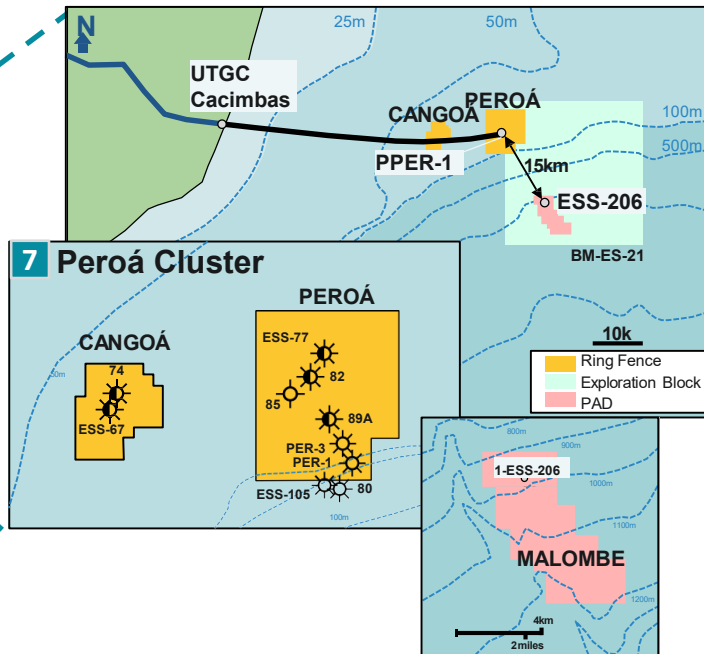 N
25m
50m
UTGC
Cacimbas
CANGOÁ
PEROÁ
100m
500m
PPER-1
15km
ESS-206
BM-ES-21
10k
Ring Fence
Exploration Block
PAD
7 Peroá Cluster
PEROÁ
CANGOÁ
ESS-77
74
82
85
ESS-67
89A
PER-3
PER-1
ESS-105
80
50m
100m
800m
900m
1-ESS-206
1000m
1100m
MALOMBE
1200m
4km
2miles